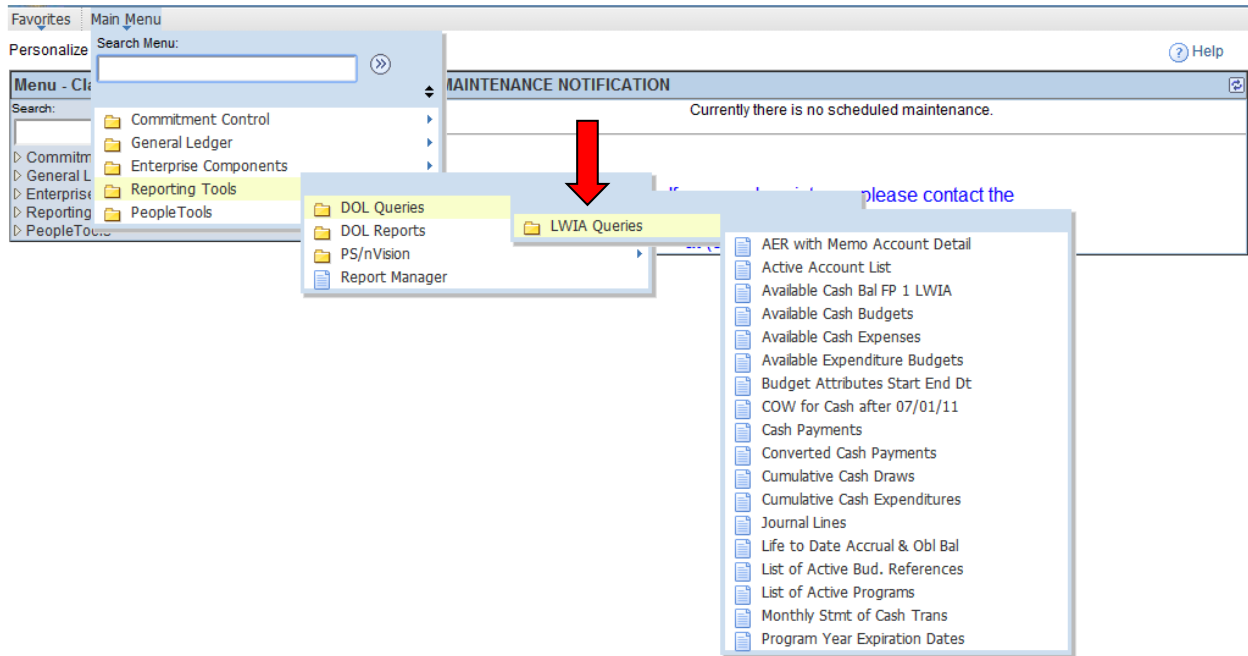 Favorites Main Menu
Personalize Search Menu: Help
Menu - Cla MAINTENANCE NOTIFICATION
Search: Currently there is no scheduled maintenance.
Commitment Control
General Ledger
Commitm Enterprise Components
General L
Enterprise Reporting Tools please contact the
Reporting PeopleTools DOL Queries
PeopleTools LWIA Queries
DOL Reports
PS/nVision
Report Manager
AER with Memo Account Detail
Active Account List
Available Cash Bal FP 1 LWIA
Available Cash Budgets
Available Cash Expenses
Available Expenditure Budgets
Budget Attributes Start End Dt
COW for Cash after 07/01/11
Cash Payments
Converted Cash Payments
Cumulative Cash Draws
Cumulative Cash Expenditures
Journal Lines
Life to Date Accrual & Obl Bal
List of Active Bud. References
List of Active Programs
Monthly Stmt of Cash Trans
Program Year Expiration Dates